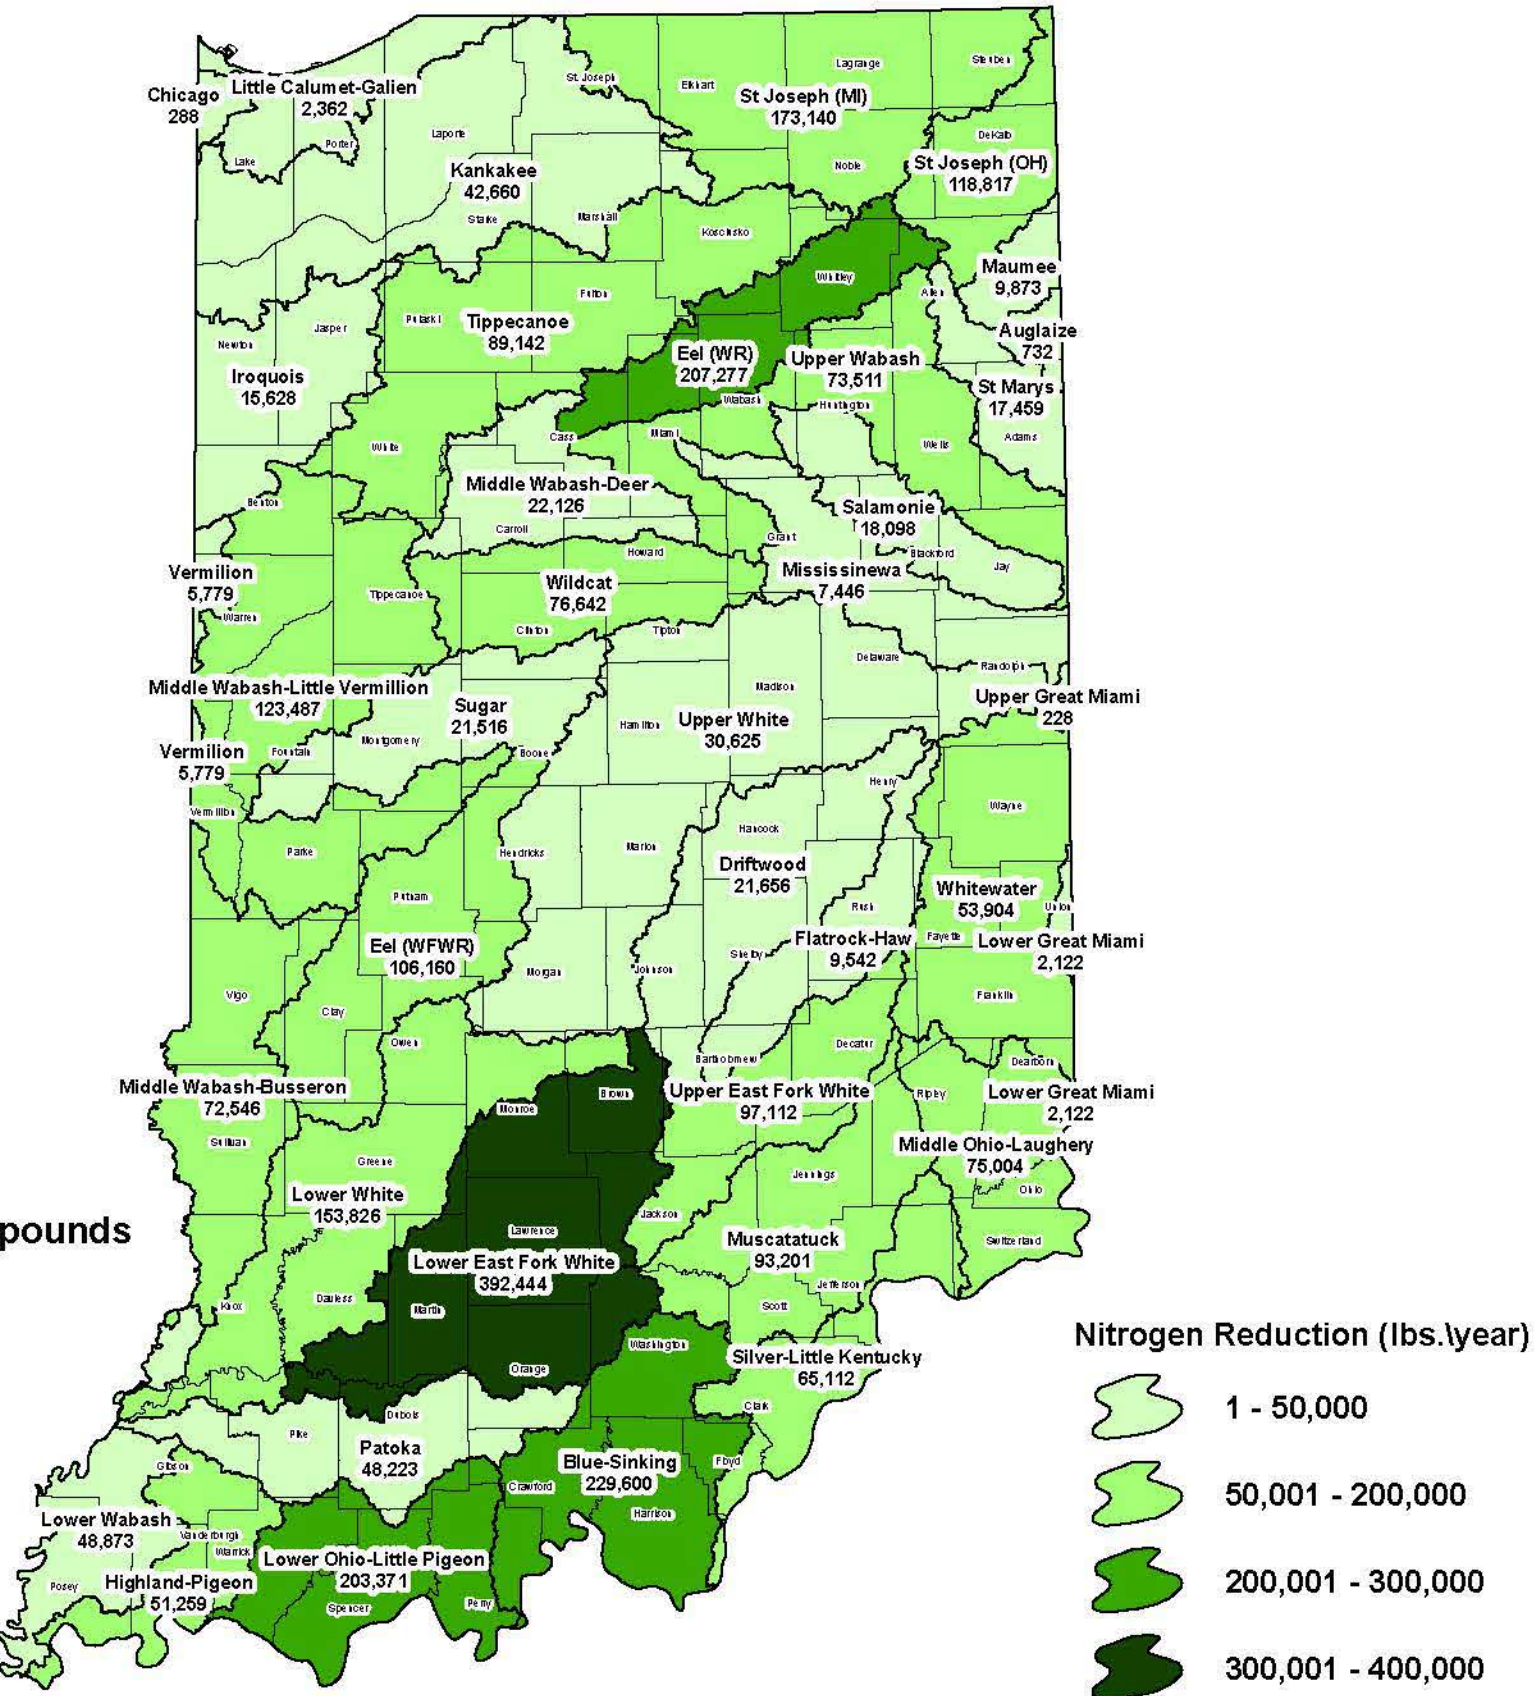 Steuben
Lagrange
St. Joseph
Elkhart
Little Calumet-Galien
2,362
Chicago
288
St Joseph (MI)
173,140
Laporte
DeKalb
Porter
Lake
Noble
St Joseph (OH)
118,817
Kankakee
42,660
Starke
Marshall
Kosciusko
Maumee
9,873
Whitley
Allen
Fulton
Pulaski
Tippecanoe
89,142
Jasper
Newton
Auglaize
732
Eel (WR)
207,277
Upper Wabash
73,511
Iroquois
15,628
St Marys
17,459
Wabash
Huntington
Cass
Miami
Adams
White
Wells
Middle Wabash-Deer
22,126
Benton
Salamonie
18,098
Carroll
Grant
Howard
Blackford
Jay
Vermilion
5,779
Mississinewa
7,446
Wildcat
76,642
Tippecanoe
Warren
Clinton
Tipton
Delaware
Randolph
Middle Wabash-Little Vermillion
123,487
Madison
Upper Great Miami
228
Sugar
21,516
Hamilton
Upper White
30,625
Montgomery
Fountain
Vermilion
5,779
Boone
Henry
Vermillion
Wayne
Hancock
Parke
Hendricks
Marion
Driftwood
21,656
Putnam
Whitewater
53,904
Rush
Union
Fayette
Eel (WFWR)
106,160
Flatrock-Haw
9,542
Lower Great Miami
2,122
Shelby
Morgan
Johnson
Vigo
Franklin
Clay
Owen
Decatur
Bartholomew
Dearborn
Middle Wabash-Busseron
72,546
Brown
Monroe
Upper East Fork White
97,112
Ripley
Lower Great Miami
2,122
Sullivan
Middle Ohio-Laughery
75,004
Greene
Jennings
Ohio
Lower White
153,826
pounds
Jackson
Lawrence
Muscatatuck
93,201
Switzerland
Lower East Fork White
392,444
Jefferson
Daviess
Knox
Martin
Scott
Nitrogen Reduction (lbs.\year)
Washington
Silver-Little Kentucky
65,112
Orange
1 - 50,000
Clark
Dubois
Pike
Patoka
48,223
Blue-Sinking
229,600
Floyd
Gibson
Crawford
50,001 - 200,000
Harrison
Lower Wabash
48,873
Vanderburgh
Warrick
Lower Ohio-Little Pigeon
203,371
Posey
Highland-Pigeon
51,259
200,001 - 300,000
Spencer
Perry
300,001 - 400,000